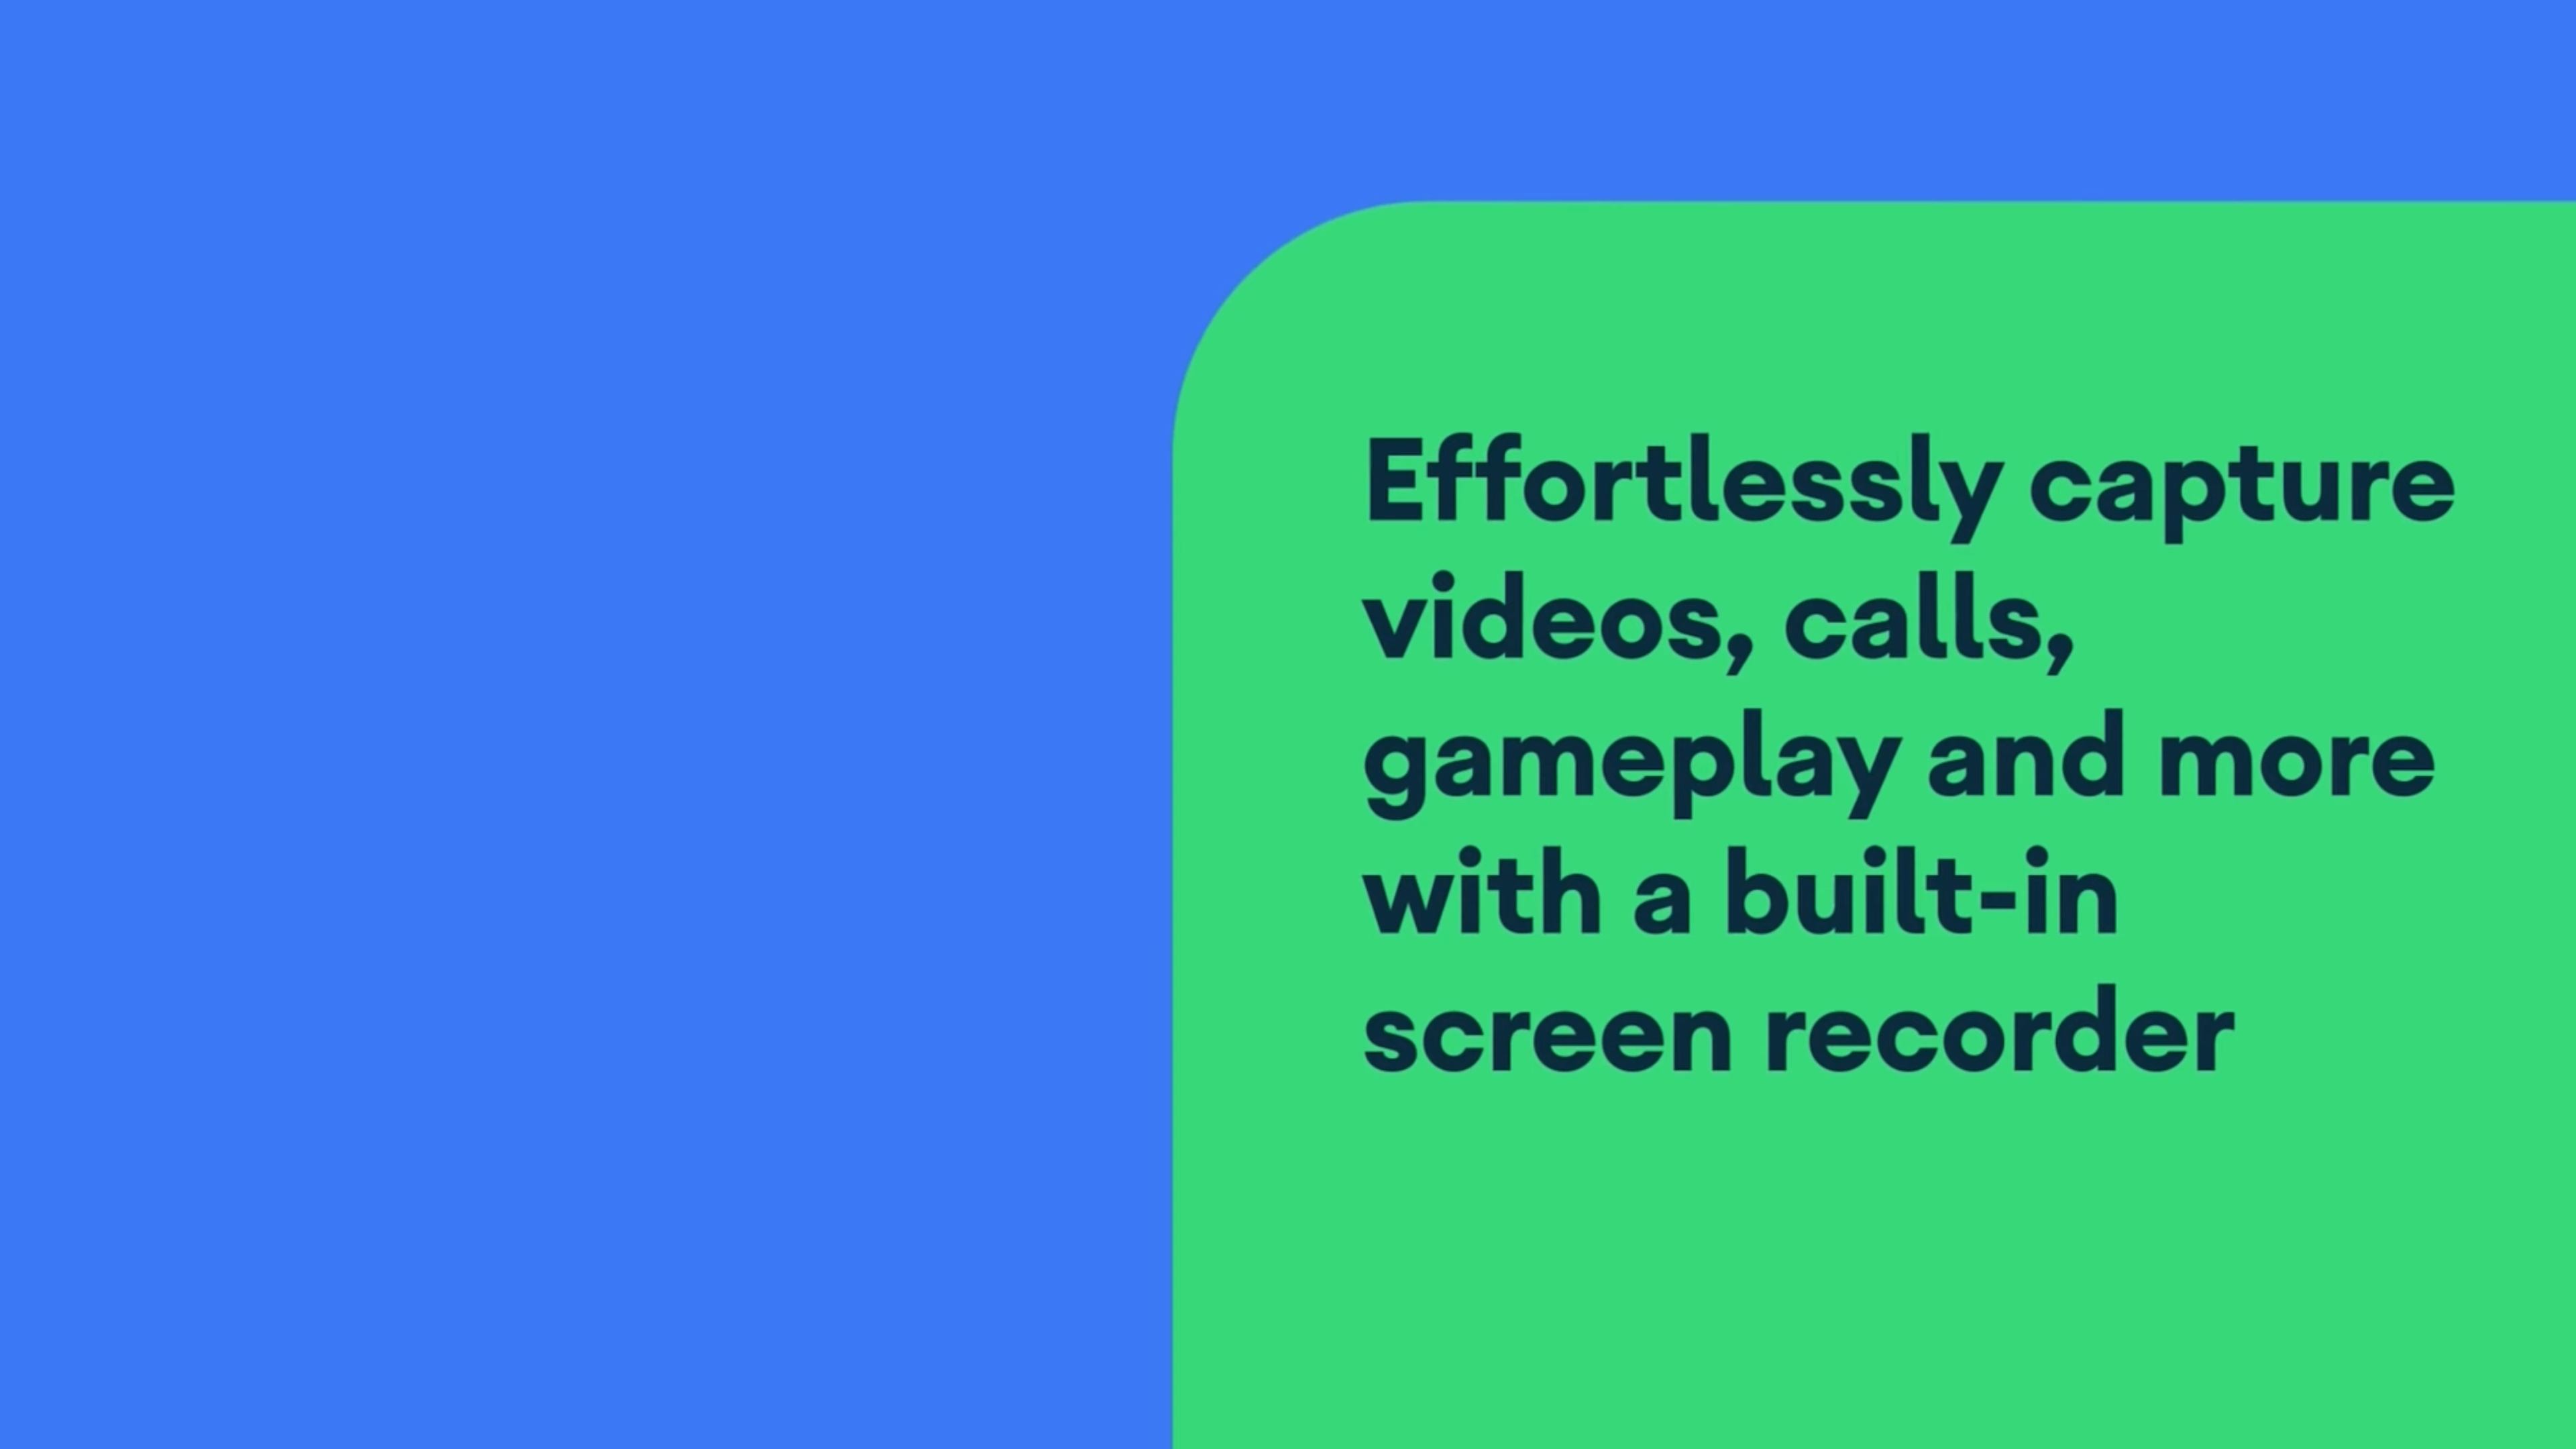 Effortlessly capture
videos, calls,
gameplay and more
with a built-in
screen recorder